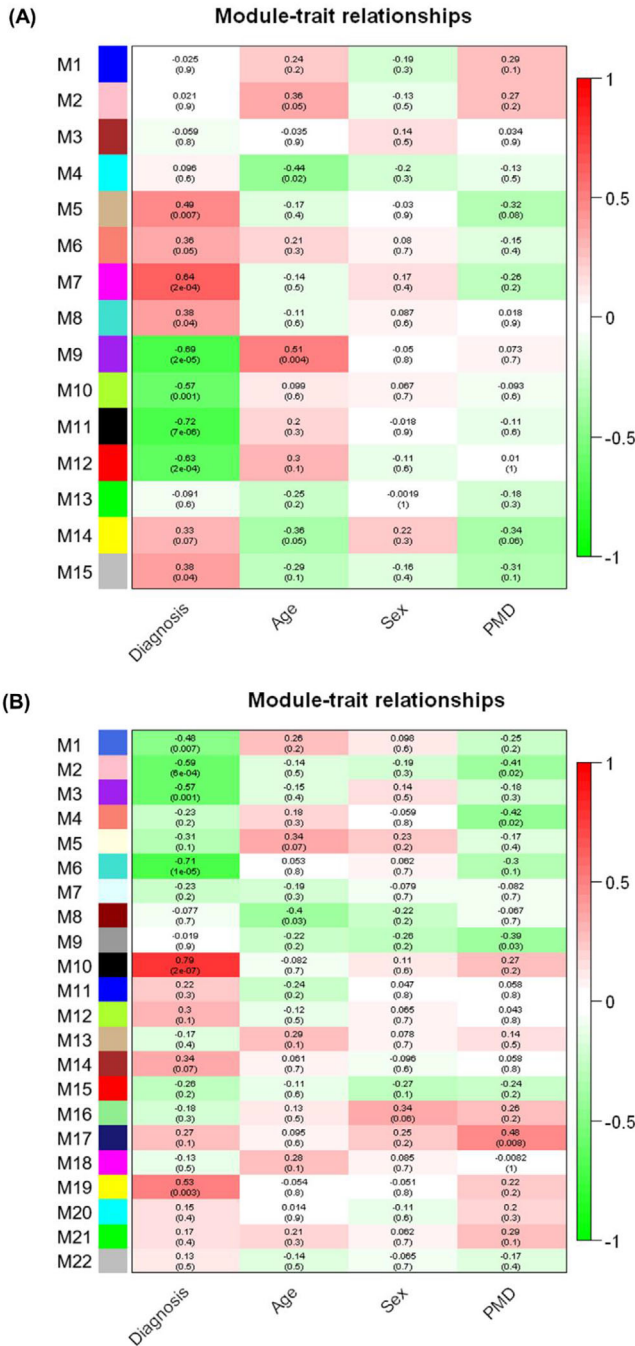 (A)
Module-trait relationships
M1 -0.025 0.24 -0.19 0.29
(0.9) (0.2) (0.3) (0.1)
M2 0.021 0.36 -0.13 0.27
(0.9) (0.05) (0.5) (0.2)
M3 -0.059 -0.035 0.14 0.034
(0.8) (0.9) (0.5) (0.9)
M4 0.096 -0.44 -0.2 -0.13
(0.6) (0.02) (0.3) (0.5)
M5 0.49 -0.17 -0.03 -0.32
(0.007) (0.4) (0.9) (0.08)
M6 0.36 0.21 0.08 -0.15
(0.05) (0.3) (0.7) (0.4)
M7 0.64 -0.14 0.17 -0.26
(2e-04) (0.5) (0.4) (0.2)
M8 0.38 -0.11 0.087 0.018
(0.04) (0.6) (0.6) (0.9)
M9 -0.69 0.51 -0.05 0.073
(2e-05) (0.004) (0.8) (0.7)
M10 -0.57 0.099 0.067 -0.093
(0.001) (0.6) (0.7) (0.6)
M11 -0.72 0.2 -0.018 -0.11
(7e-06) (0.3) (0.9) (0.6)
M12 -0.63 0.3 -0.11 0.01
(2e-04) (0.1) (0.6) (1)
M13 -0.091 -0.25 -0.0019 -0.18
(0.6) (0.2) (1) (0.3)
M14 0.33 -0.36 0.22 -0.34
(0.07) (0.05) (0.3) (0.06)
M15 0.38 -0.29 -0.16 -0.31
(0.04) (0.1) (0.4) (0.1)
Diagnosis Age Sex PMD
1
0.5
0
-0.5
-1
(B)
Module-trait relationships
M1 -0.48 0.26 0.098 -0.25
(0.007) (0.2) (0.6) (0.2)
M2 -0.59 -0.14 -0.19 -0.41
(6e-04) (0.5) (0.3) (0.02)
M3 -0.57 -0.15 0.14 -0.18
(0.001) (0.4) (0.5) (0.3)
M4 -0.23 0.18 -0.059 -0.42
(0.2) (0.3) (0.8) (0.02)
M5 -0.31 0.34 0.23 -0.17
(0.1) (0.07) (0.2) (0.4)
M6 -0.71 0.053 0.062 -0.3
(1e-05) (0.8) (0.7) (0.1)
M7 -0.23 -0.19 -0.079 -0.082
(0.2) (0.3) (0.7) (0.7)
M8 -0.077 -0.4 -0.22 -0.067
(0.7) (0.03) (0.2) (0.7)
M9 -0.019 -0.22 -0.26 -0.39
(0.9) (0.2) (0.2) (0.03)
M10 0.79 -0.082 0.11 0.27
(2e-07) (0.7) (0.6) (0.2)
M11 0.22 -0.24 0.047 0.058
(0.3) (0.2) (0.8) (0.8)
M12 0.3 -0.12 0.065 0.043
(0.1) (0.5) (0.7) (0.8)
M13 -0.17 0.29 0.078 0.14
(0.4) (0.1) (0.7) (0.5)
M14 0.34 0.061 -0.096 0.058
(0.07) (0.7) (0.6) (0.8)
M15 -0.26 -0.11 -0.27 -0.24
(0.2) (0.6) (0.1) (0.2)
M16 -0.18 0.13 0.34 0.26
(0.3) (0.5) (0.06) (0.2)
M17 0.27 0.095 0.25 0.48
(0.1) (0.6) (0.2) (0.008)
M18 -0.13 0.28 0.085 -0.0082
(0.5) (0.1) (0.7) (1)
M19 0.53 -0.054 -0.051 0.22
(0.003) (0.8) (0.8) (0.2)
M20 0.15 0.014 -0.11 0.2
(0.4) (0.9) (0.6) (0.3)
M21 0.17 0.21 0.062 0.29
(0.4) (0.3) (0.7) (0.1)
M22 0.13 -0.14 -0.065 -0.17
(0.5) (0.5) (0.7) (0.4)
Diagnosis Age Sex PMD
1
0.5
0
-0.5
-1